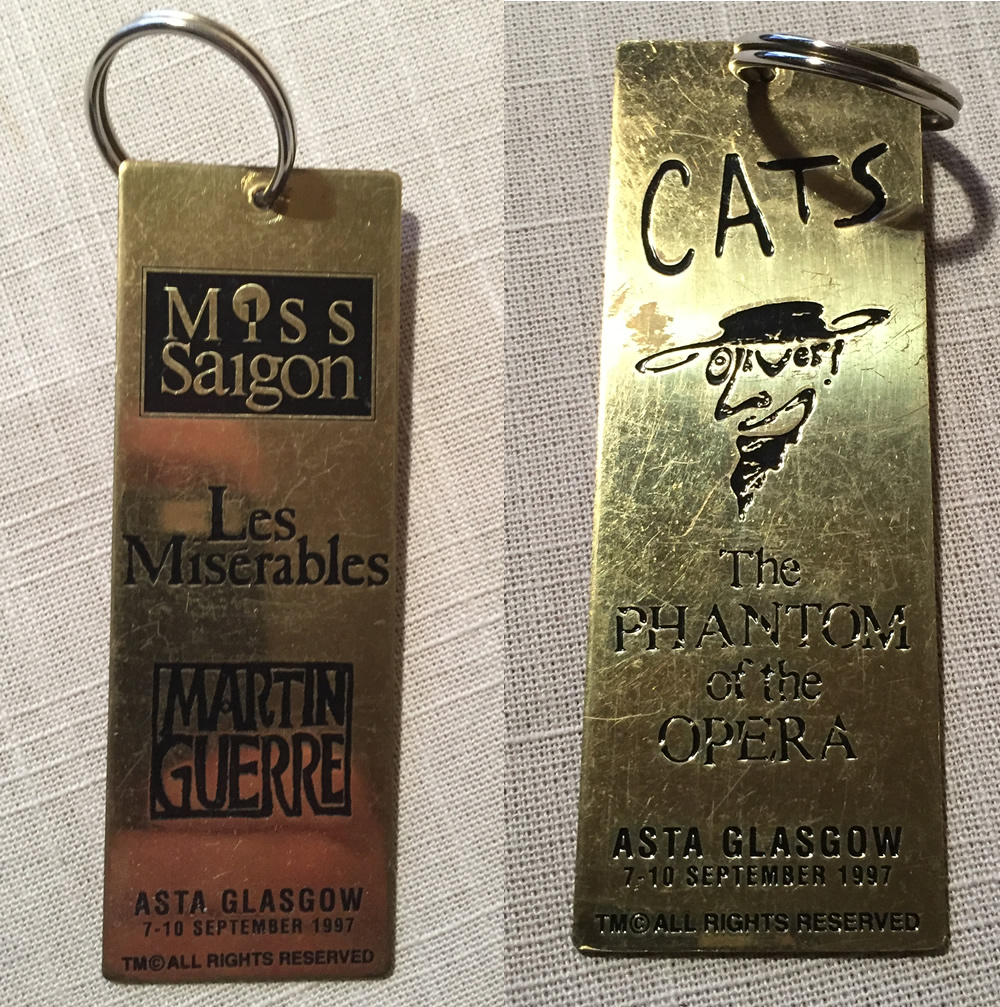 Miss
Saigon
Les
Misérables
MARTIN
GUERRE
ASTA GLASGOW
7-10 SEPTEMBER 1997
TM©ALL RIGHTS RESERVED
CATS
Oliver!
The
PHANTOM
of the
OPERA
ASTA GLASGOW
7-10 SEPTEMBER 1997
TM©ALL RIGHTS RESERVED